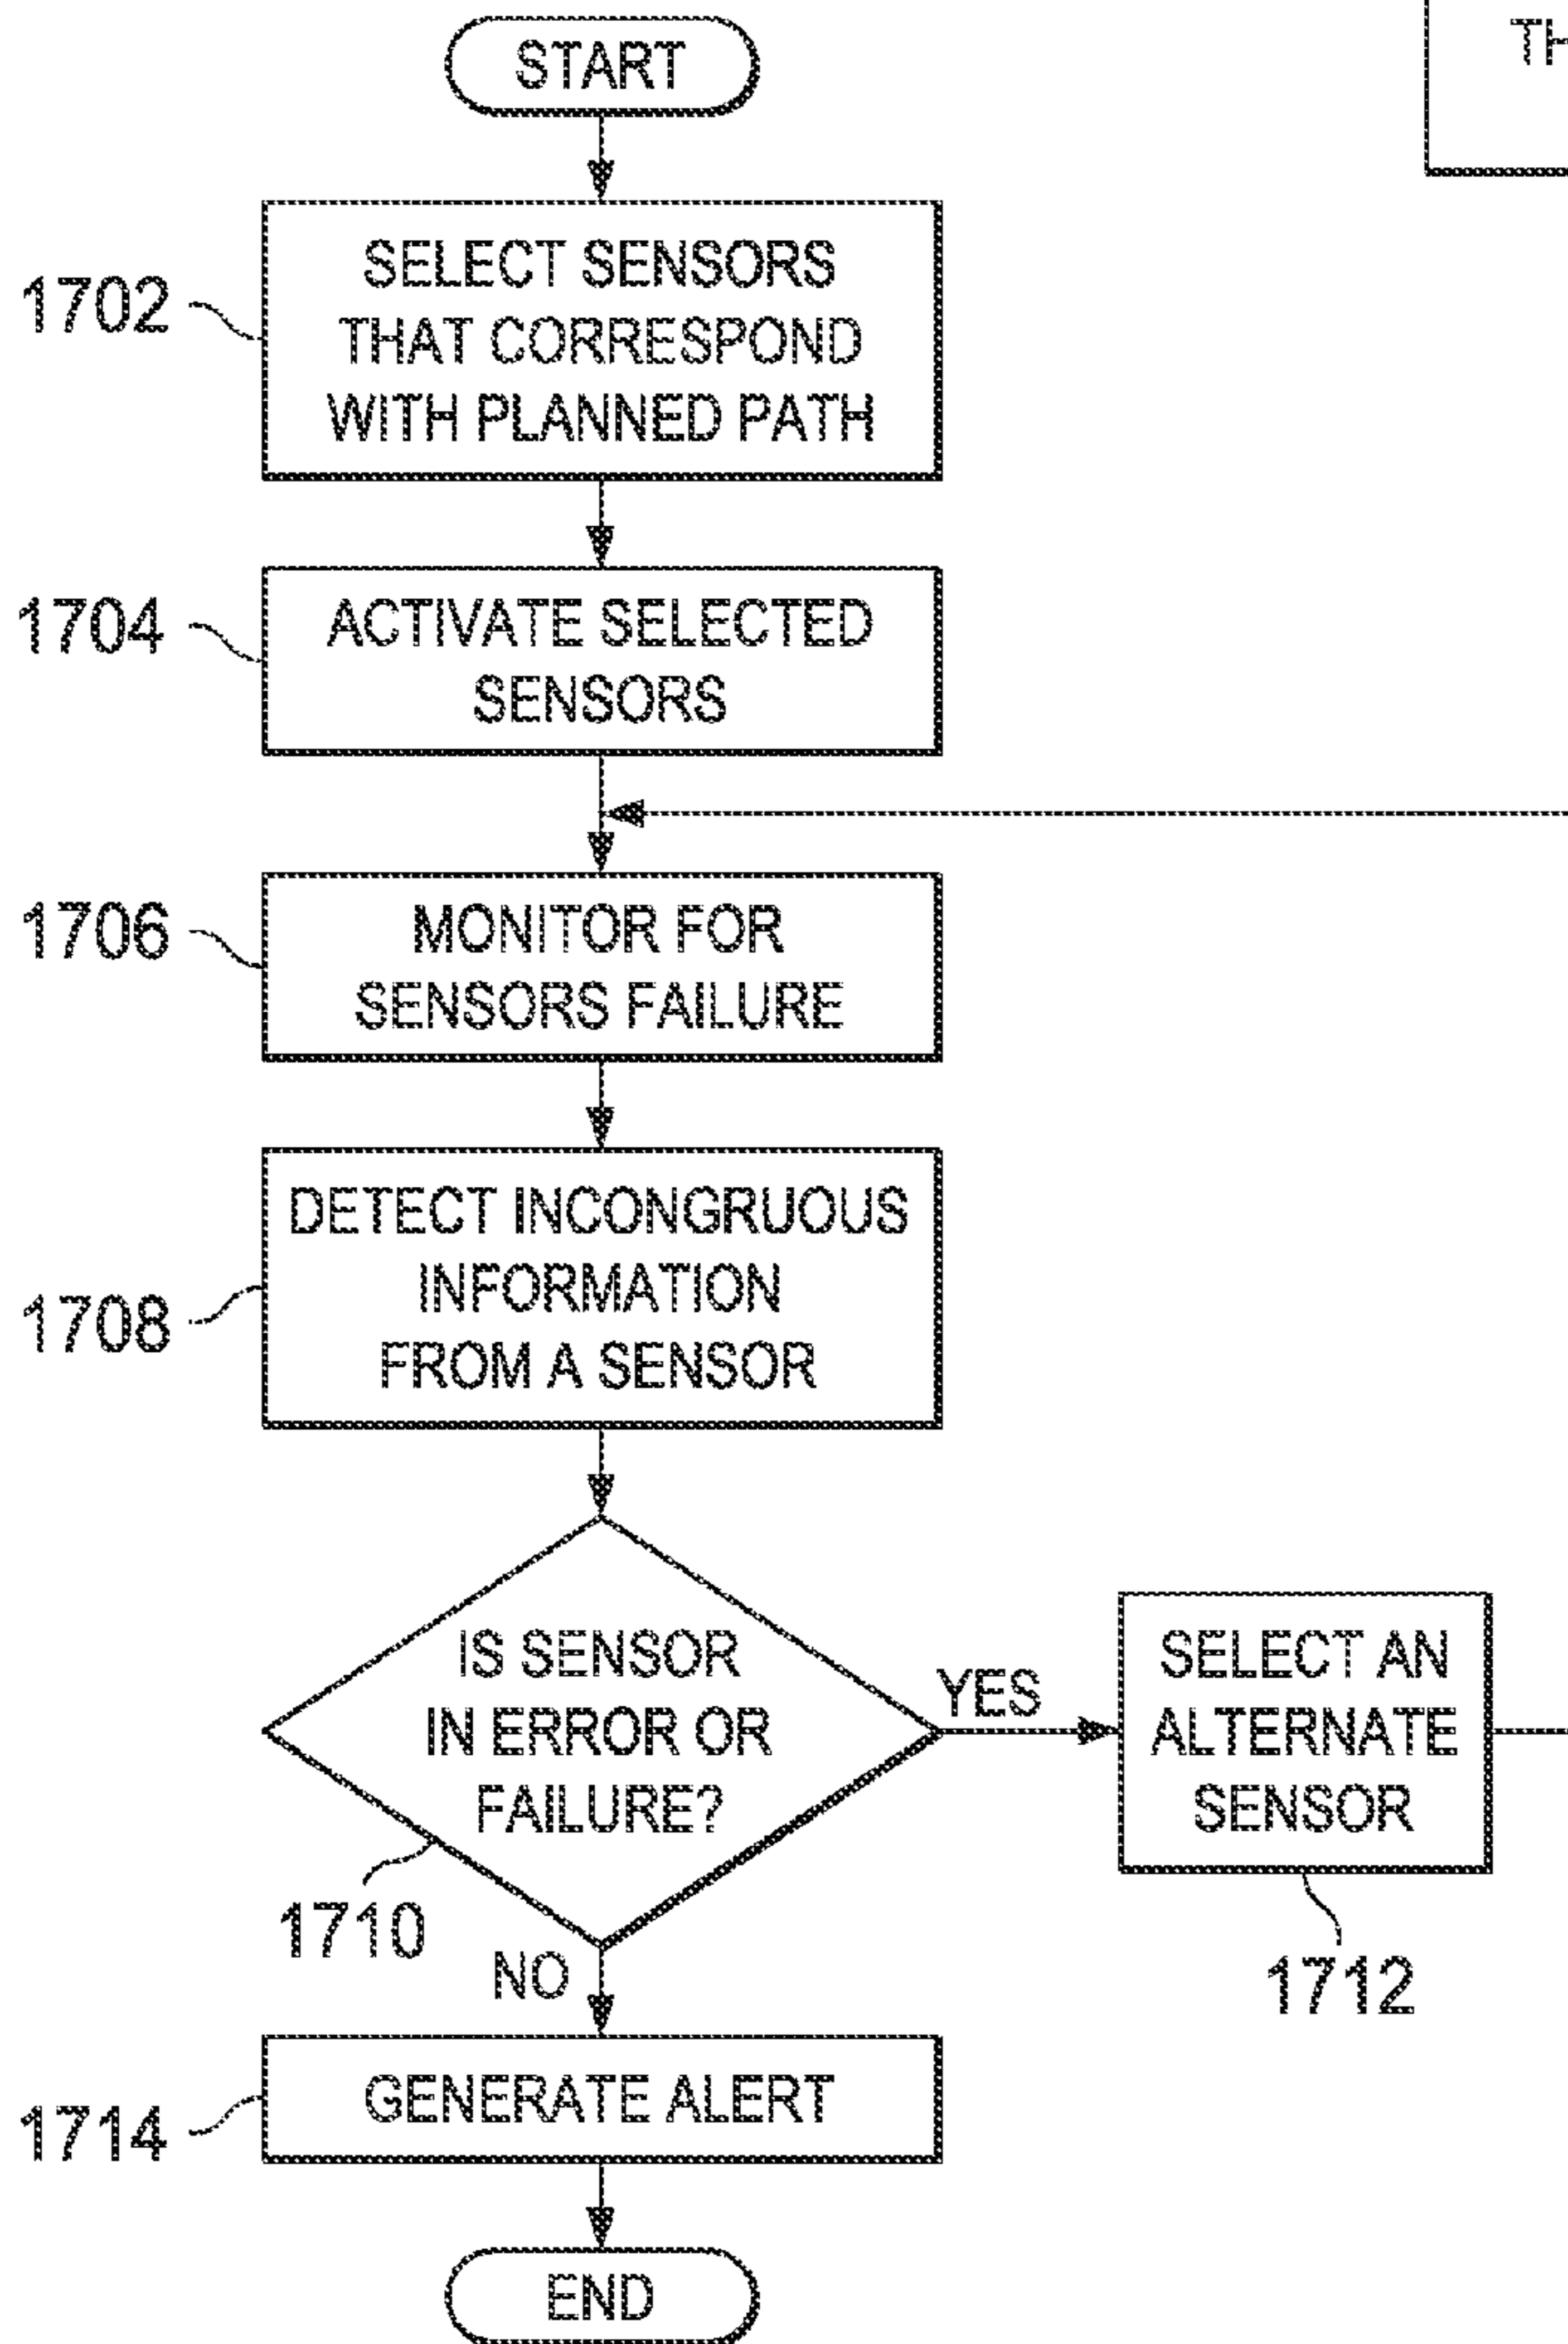 START
1702
SELECT SENSORS
THAT CORRESPOND
WITH PLANNED PATH
1704
ACTIVATE SELECTED
SENSORS
1706
MONITOR FOR
SENSORS FAILURE
1708
DETECT INCONGRUOUS
INFORMATION
FROM A SENSOR
IS SENSOR
IN ERROR OR
FAILURE?
1710
YES
SELECT AN
ALTERNATE
SENSOR
1712
NO
1714
GENERATE ALERT
END